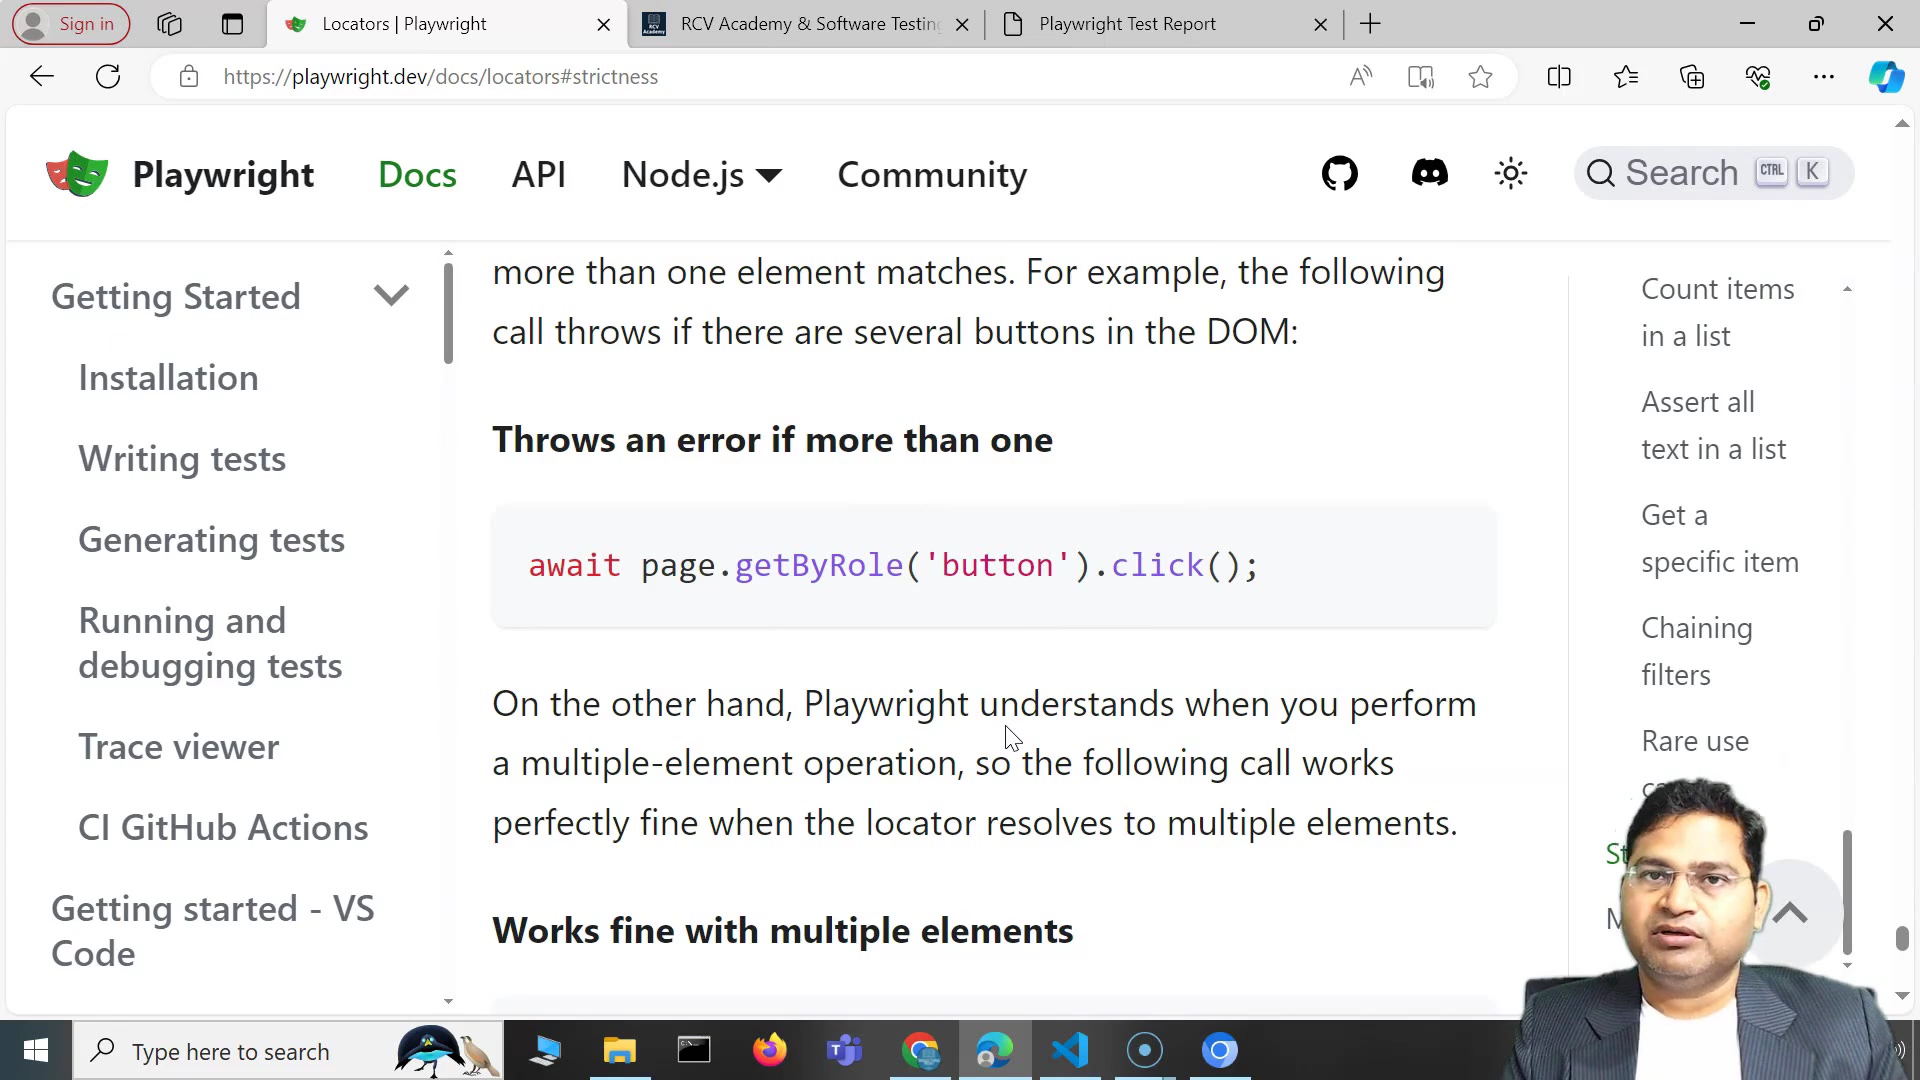 Sign in
Locators | Playwright
RCV Academy & Software Testing
Playwright Test Report
https://playwright.dev/docs/locators#strictness
Playwright
Docs
API
Node.js
Community
Search
CTRL
K
Getting Started
Installation
Writing tests
Generating tests
Running and
debugging tests
Trace viewer
CI GitHub Actions
Getting started - VS
Code
more than one element matches. For example, the following
call throws if there are several buttons in the DOM:
Throws an error if more than one
await page.getByRole('button').click();
On the other hand, Playwright understands when you perform
a multiple-element operation, so the following call works
perfectly fine when the locator resolves to multiple elements.
Works fine with multiple elements
Count items
in a list
Assert all
text in a list
Get a
specific item
Chaining
filters
Rare use
Type here to search